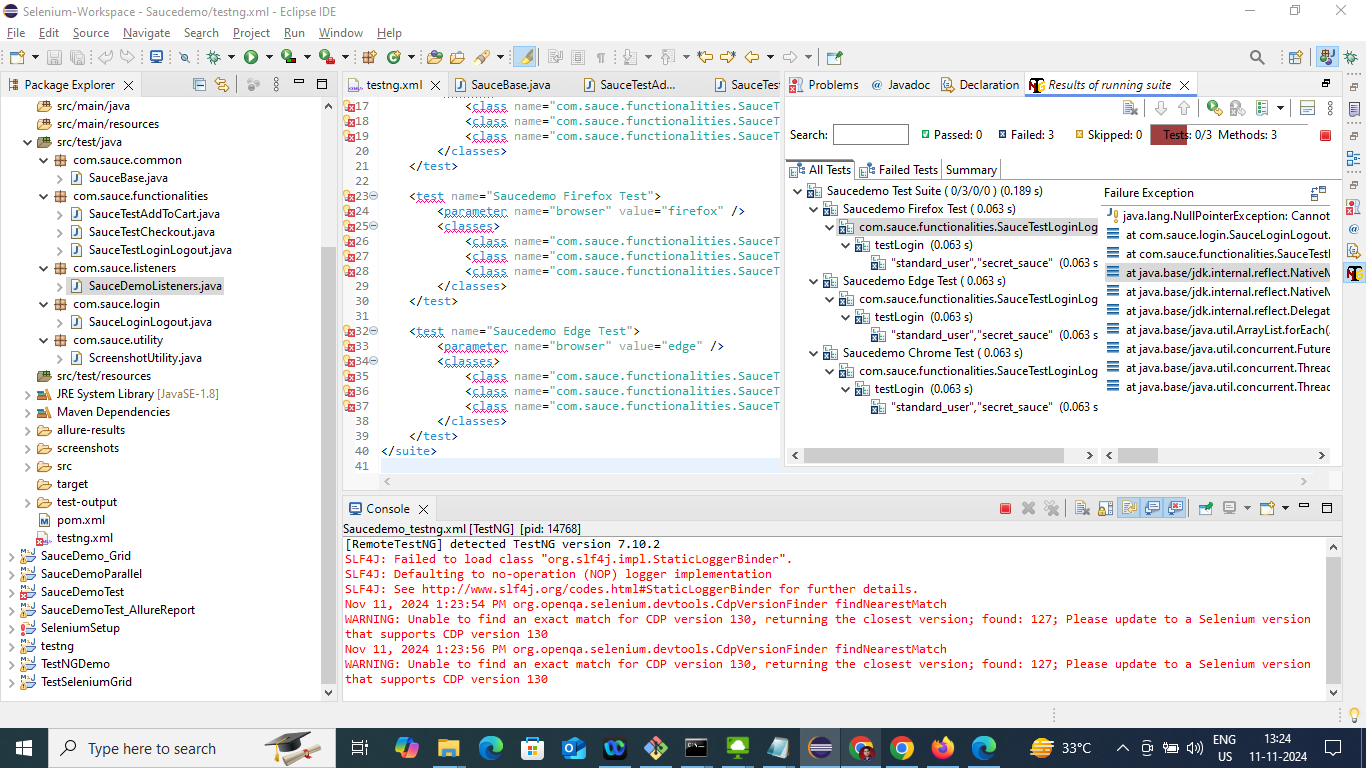 Selenium-Workspace - Saucedemo/testng.xml - Eclipse IDE
File Edit Source Navigate Search Project Run Window Help
Package Explorer
src/main/java
src/main/resources
src/test/java
com.sauce.common
SauceBase.java
com.sauce.functionalities
SauceTestAddToCart.java
SauceTestCheckout.java
SauceTestLoginLogout.java
com.sauce.listeners
SauceDemoListeners.java
com.sauce.login
SauceLoginLogout.java
com.sauce.utility
ScreenshotUtility.java
src/test/resources
JRE System Library [JavaSE-1.8]
Maven Dependencies
allure-results
screenshots
src
target
test-output
pom.xml
testng.xml
SauceDemo_Grid
SauceDemoParallel
SauceDemoTest
SauceDemoTest_AllureReport
SeleniumSetup
testng
TestNGDemo
TestSeleniumGrid
testng.xml SauceBase.java SauceTestAd... SauceTes
17 <class name="com.sauce.functionalities.SauceT
18 <class name="com.sauce.functionalities.SauceT
19 <class name="com.sauce.functionalities.SauceT
20 </classes>
21 </test>
22
23 <test name="Saucedemo Firefox Test">
24 <parameter name="browser" value="firefox" />
25 <classes>
26 <class name="com.sauce.functionalities.SauceT
27 <class name="com.sauce.functionalities.SauceT
28 <class name="com.sauce.functionalities.SauceT
29 </classes>
30 </test>
31
32 <test name="Saucedemo Edge Test">
33 <parameter name="browser" value="edge" />
34 <classes>
35 <class name="com.sauce.functionalities.SauceT
36 <class name="com.sauce.functionalities.SauceT
37 <class name="com.sauce.functionalities.SauceT
38 </classes>
39 </test>
40 </suite>
41
Problems @ Javadoc Declaration Results of running suite
Search: Passed: 0 Failed: 3 Skipped: 0 Tests: 0/3 Methods: 3
All Tests Failed Tests Summary
Saucedemo Test Suite ( 0/3/0/0 ) (0.189 s)
Saucedemo Firefox Test ( 0.063 s)
com.sauce.functionalities.SauceTestLoginLog
testLogin (0.063 s)
"standard_user","secret_sauce" (0.063 s
Saucedemo Edge Test ( 0.063 s)
com.sauce.functionalities.SauceTestLoginLog
testLogin (0.063 s)
"standard_user","secret_sauce" (0.063 s
Saucedemo Chrome Test ( 0.063 s)
com.sauce.functionalities.SauceTestLoginLog
testLogin (0.063 s)
"standard_user","secret_sauce" (0.063 s
Failure Exception
java.lang.NullPointerException: Cannot
at com.sauce.login.SauceLoginLogout.
at com.sauce.functionalities.SauceTestl
at java.base/jdk.internal.reflect.NativeM
at java.base/jdk.internal.reflect.NativeM
at java.base/jdk.internal.reflect.Delegat
at java.base/java.util.ArrayList.forEach(
at java.base/java.util.concurrent.Future
at java.base/java.util.concurrent.Threac
at java.base/java.util.concurrent.Threac
Console
Saucedemo_testng.xml [TestNG] [pid: 14768]
[RemoteTestNG] detected TestNG version 7.10.2
SLF4J: Failed to load class "org.slf4j.impl.StaticLoggerBinder".
SLF4J: Defaulting to no-operation (NOP) logger implementation
SLF4J: See http://www.slf4j.org/codes.html#StaticLoggerBinder for further details.
Nov 11, 2024 1:23:54 PM org.openqa.selenium.devtools.CdpVersionFinder findNearestMatch
WARNING: Unable to find an exact match for CDP version 130, returning the closest version; found: 127; Please update to a Selenium version
that supports CDP version 130
Nov 11, 2024 1:23:56 PM org.openqa.selenium.devtools.CdpVersionFinder findNearestMatch
WARNING: Unable to find an exact match for CDP version 130, returning the closest version; found: 127; Please update to a Selenium version
that supports CDP version 130
Type here to search
33°C
ENG
US
13:24
11-11-2024